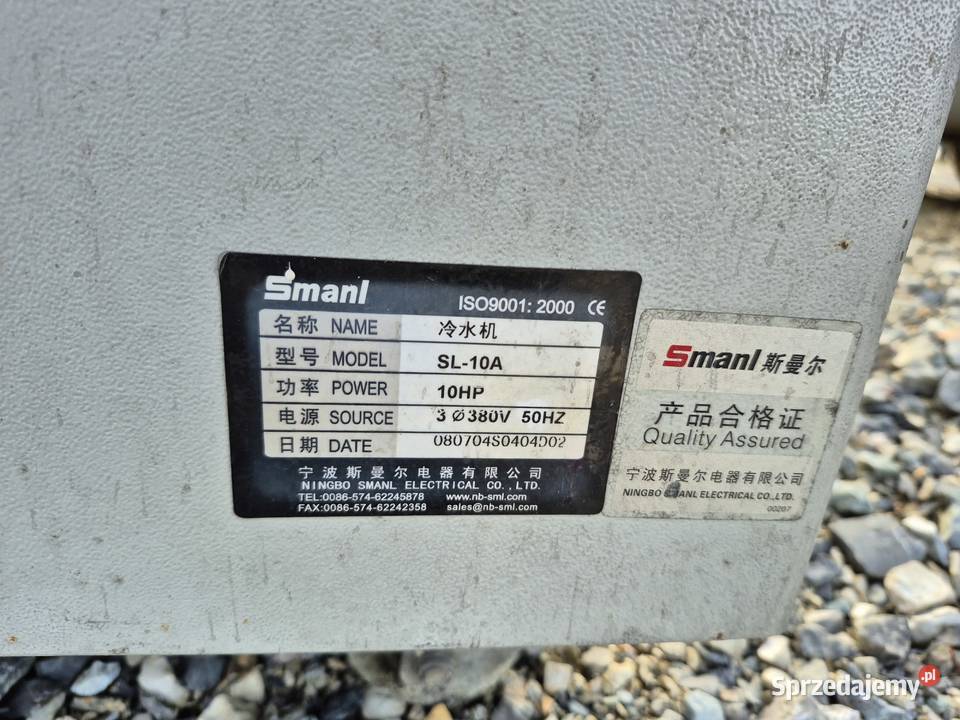 Smanl
ISO9001: 2000 CE
名称 NAME 冷水机
型号 MODEL SL-10A
功率 POWER 10HP
电源 SOURCE 3 Ø 380V 50HZ
日期 DATE 080704S0404D02
宁波斯曼尔电器有限公司
NINGBO SMANL ELECTRICAL CO., LTD.
TEL:0086-574-62245878 www.nb-sml.com
FAX:0086-574-62242358 sales@nb-sml.com
Smanl 斯曼尔
产品合格证
Quality Assured
宁波斯曼尔电器有限公司
NINGBO SMANL ELECTRICAL CO., LTD.
00207
Sprzedajemy.pl